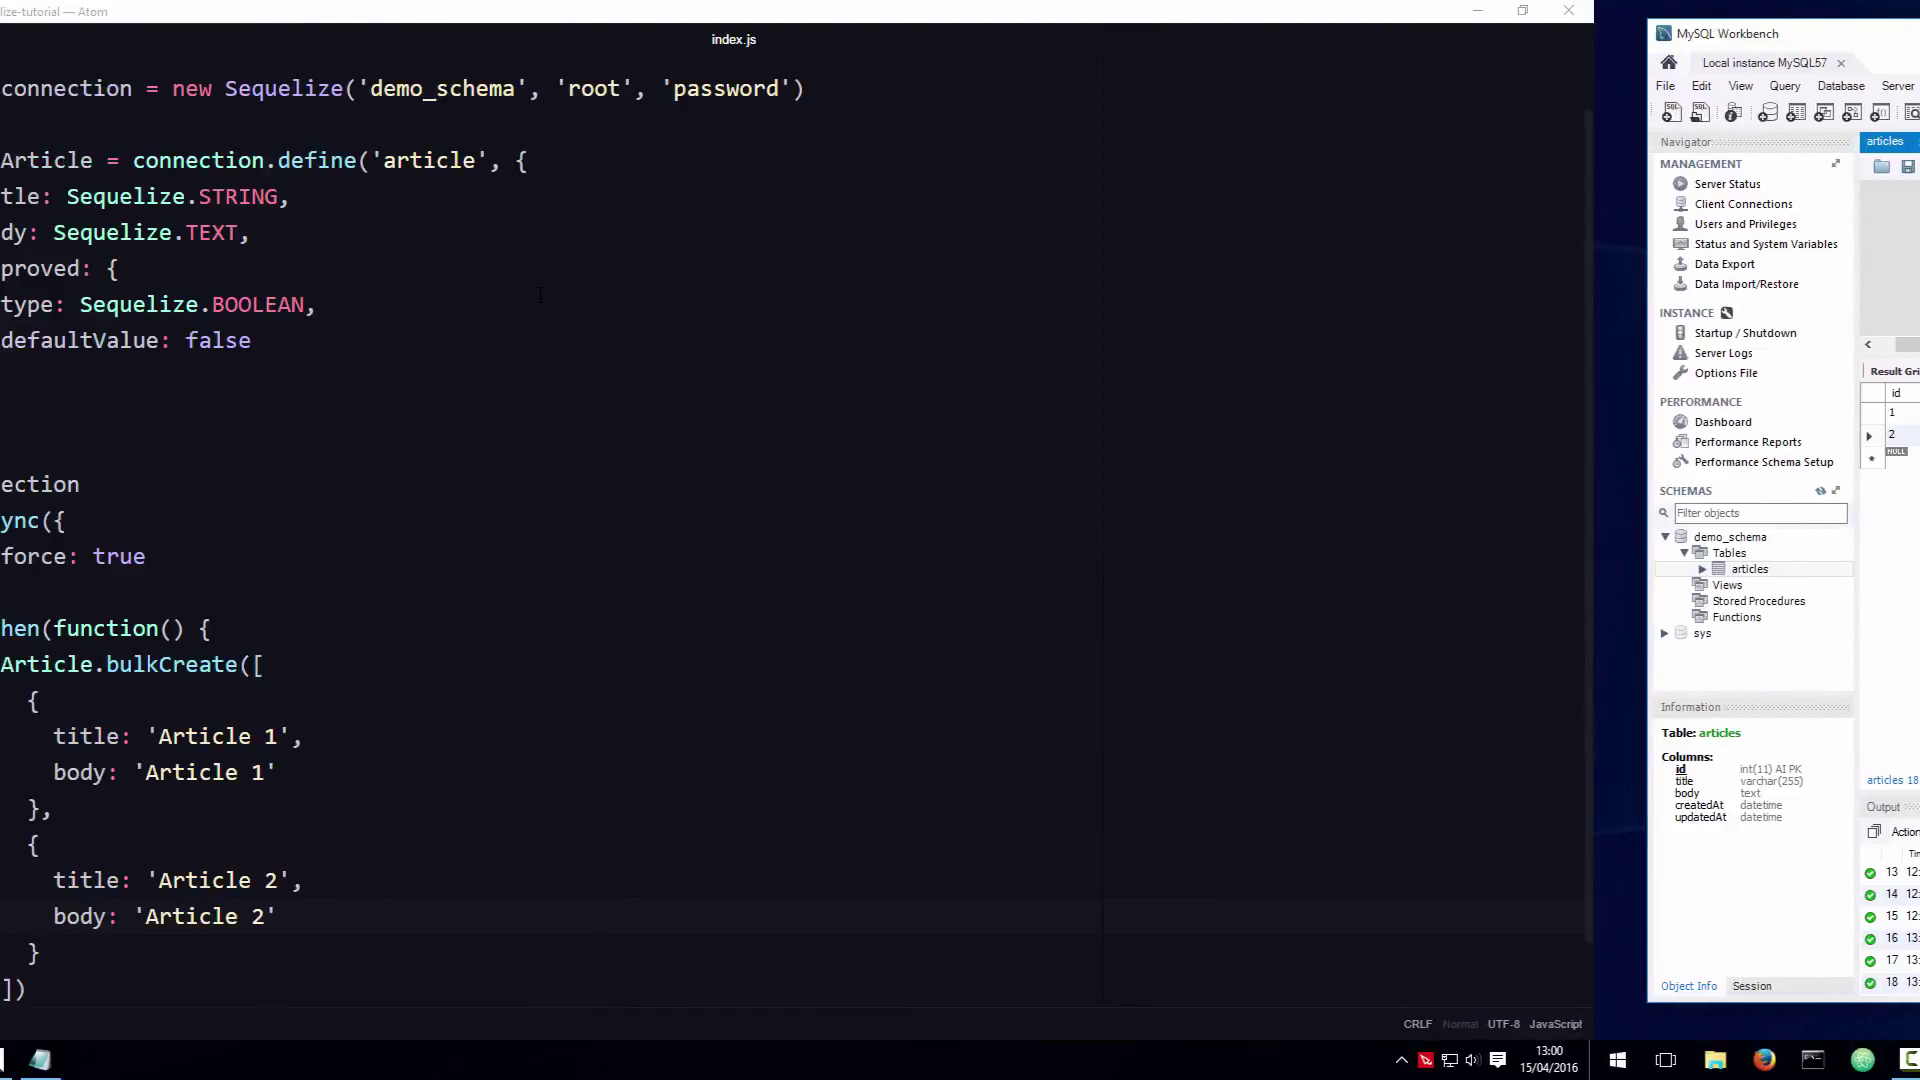 lize-tutorial — Atom
index.js
connection = new Sequelize('demo_schema', 'root', 'password')
Article = connection.define('article', {
tle: Sequelize.STRING,
dy: Sequelize.TEXT,
proved: {
type: Sequelize.BOOLEAN,
defaultValue: false
ection
ync({
force: true
hen(function() {
Article.bulkCreate([
{
title: 'Article 1',
body: 'Article 1'
},
{
title: 'Article 2',
body: 'Article 2'
}
])
CRLF Normal UTF-8 JavaScript
13:00
15/04/2016
MySQL Workbench
Local instance MySQL57
File Edit View Query Database Server
Navigator
MANAGEMENT
Server Status
Client Connections
Users and Privileges
Status and System Variables
Data Export
Data Import/Restore
INSTANCE
Startup / Shutdown
Server Logs
Options File
PERFORMANCE
Dashboard
Performance Reports
Performance Schema Setup
SCHEMAS
Filter objects
demo_schema
Tables
articles
Views
Stored Procedures
Functions
sys
Information
Table: articles
Columns:
id int(11) AI PK
title varchar(255)
body text
createdAt datetime
updatedAt datetime
Object Info Session
articles
Result Gri
id
1
2
NULL
articles 18
Output
Action
Tim
13 12:
14 12:
15 12:
16 13:
17 13:
18 13: